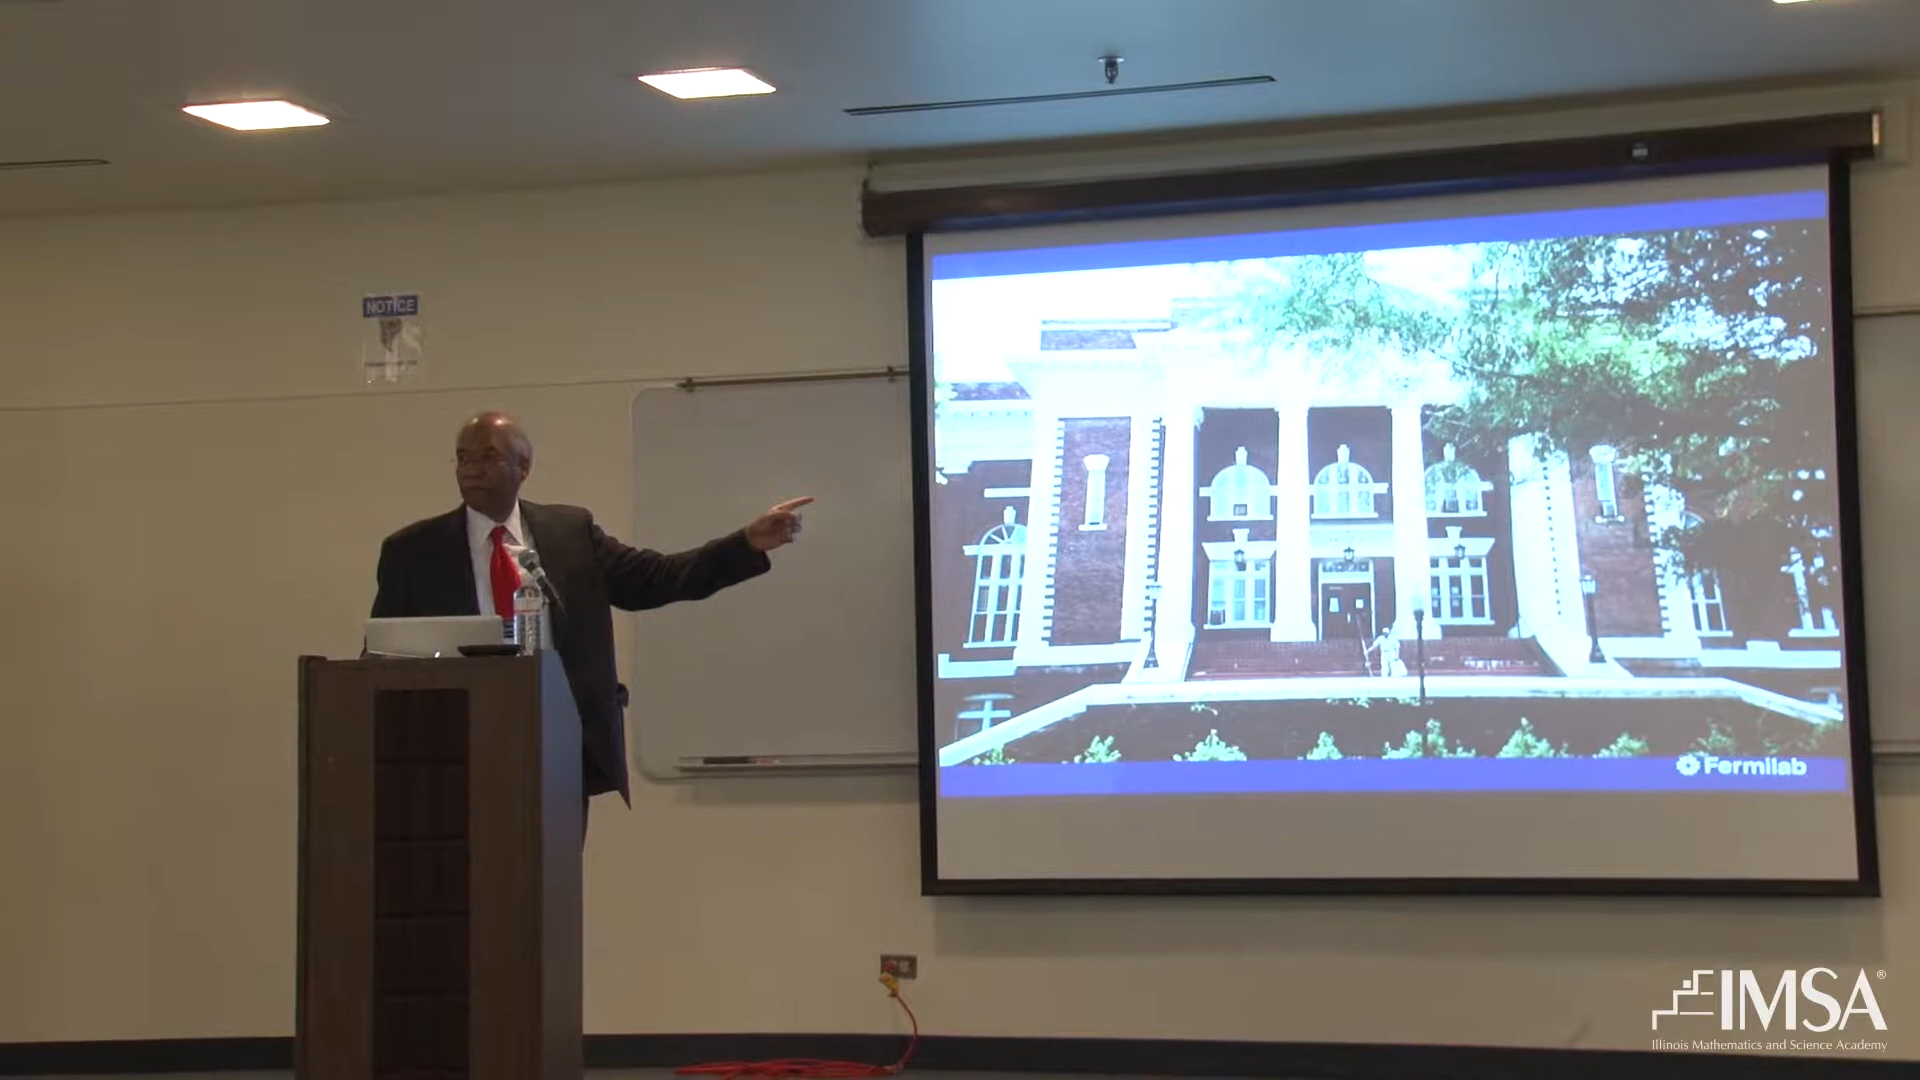 NOTICE
Fermilab
IMSA®
Illinois Mathematics and Science Academy